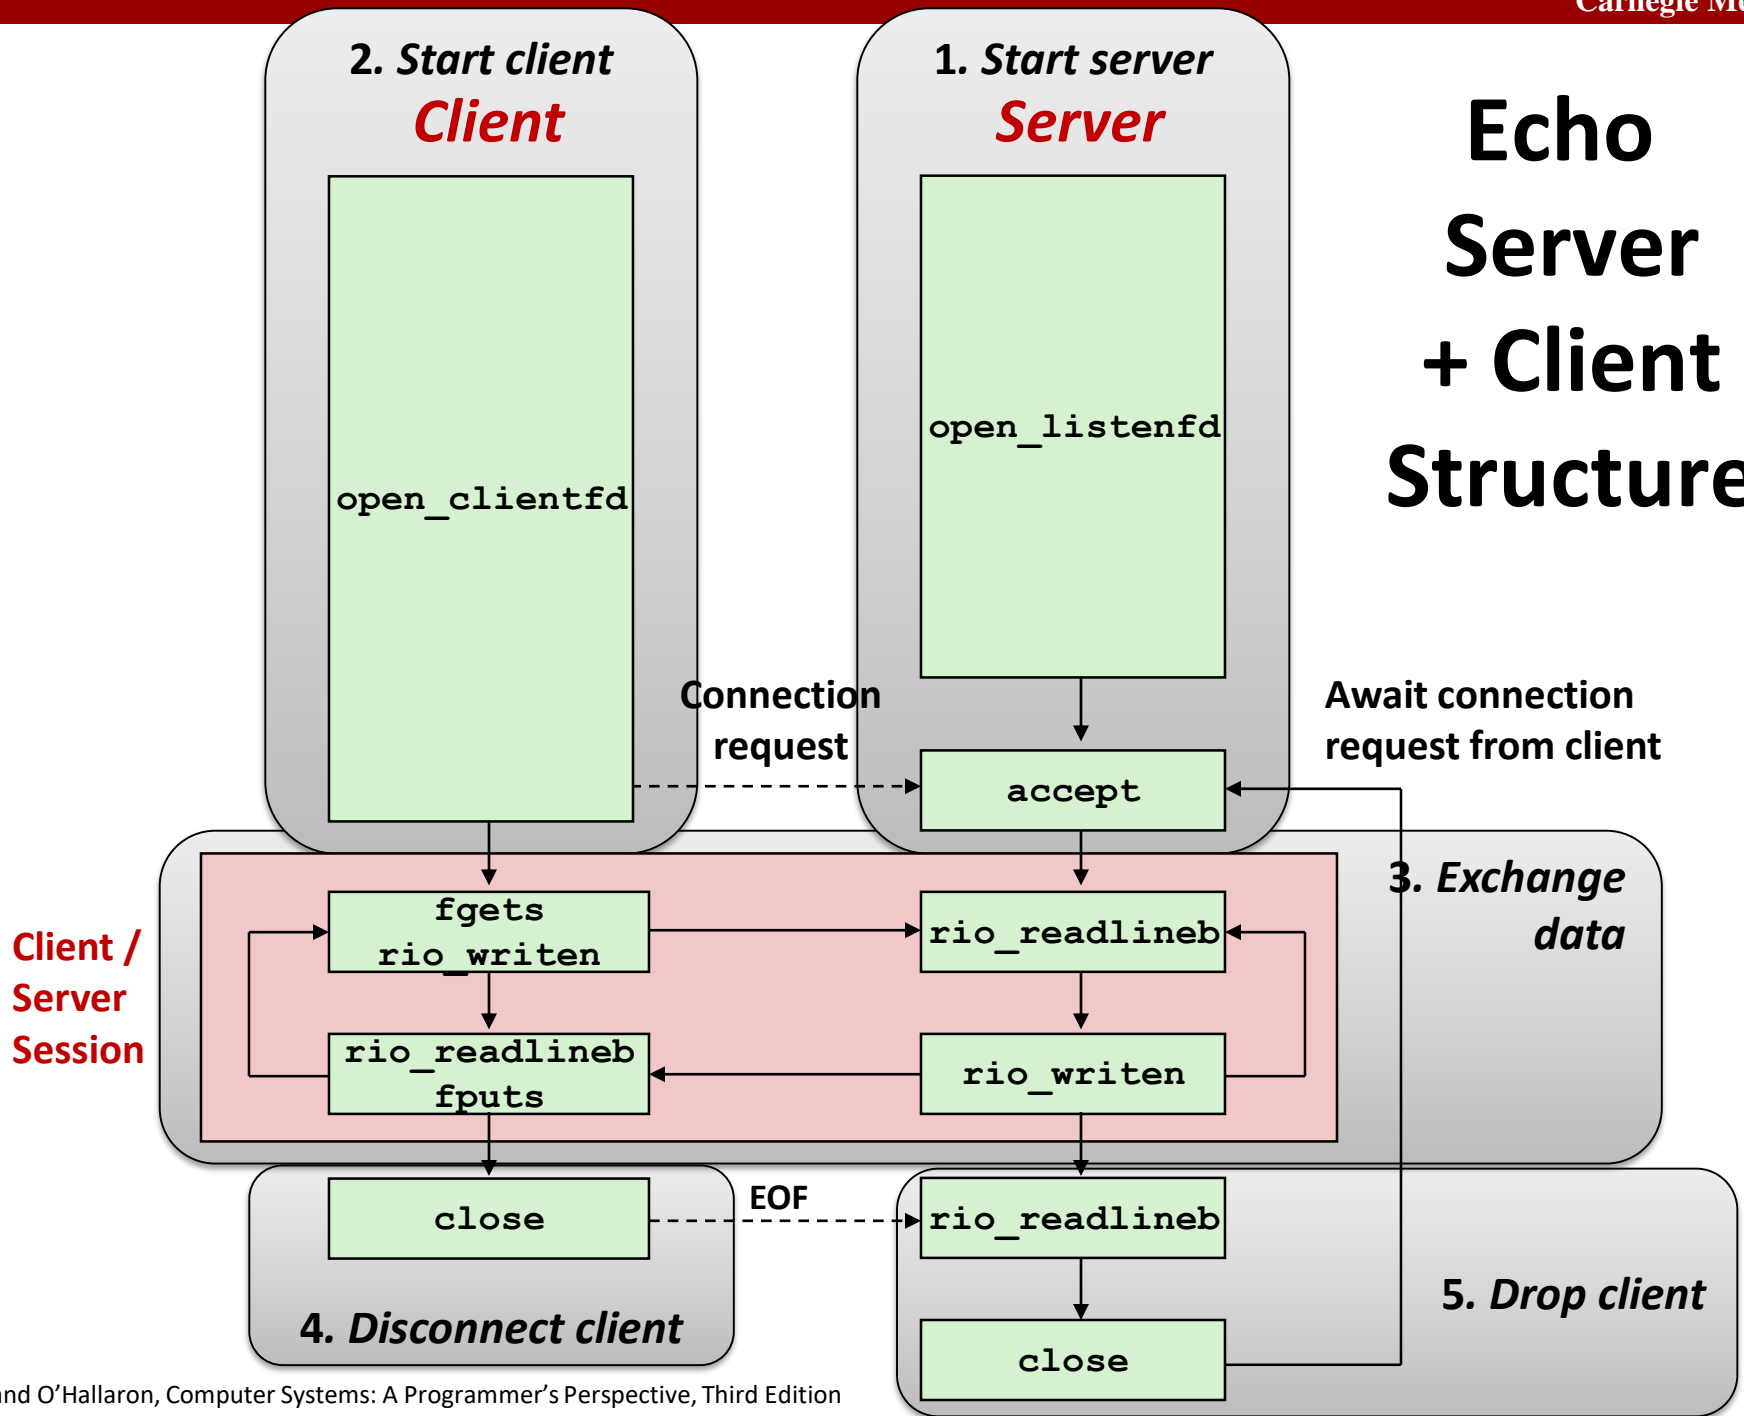 Carnegie
2. Start client
Client
1. Start server
Server
Echo
Server
+ Client
Structure
open_listenfd
open_clientfd
Connection
request
Await connection
request from client
accept
3. Exchange
data
fgets
rio_writen
rio_readlineb
Client /
Server
Session
rio_readlineb
fputs
rio_writen
close
EOF
rio_readlineb
4. Disconnect client
5. Drop client
close
and O'Hallaron, Computer Systems: A Programmer's Perspective, Third Edition